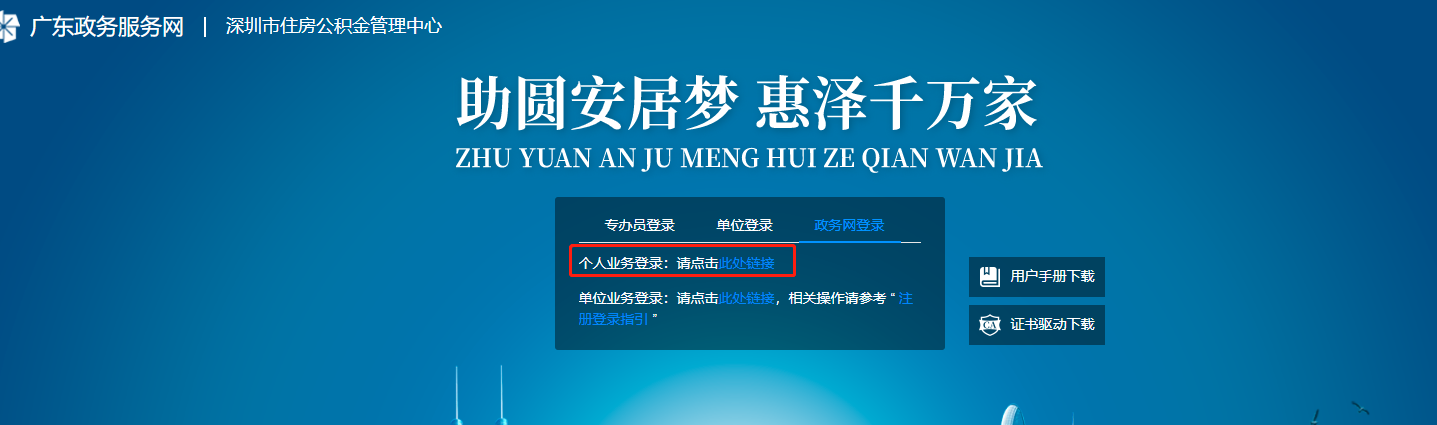 广东政务服务网 | 深圳市住房公积金管理中心
助圆安居梦 惠泽千万家
ZHU YUAN AN JU MENG HUI ZE QIAN WAN JIA
专办员登录 单位登录 政务网登录
个人业务登录：请点击此处链接
单位业务登录：请点击此处链接，相关操作请参考 “ 注
册登录指引 ”
用户手册下载
CA 证书驱动下载